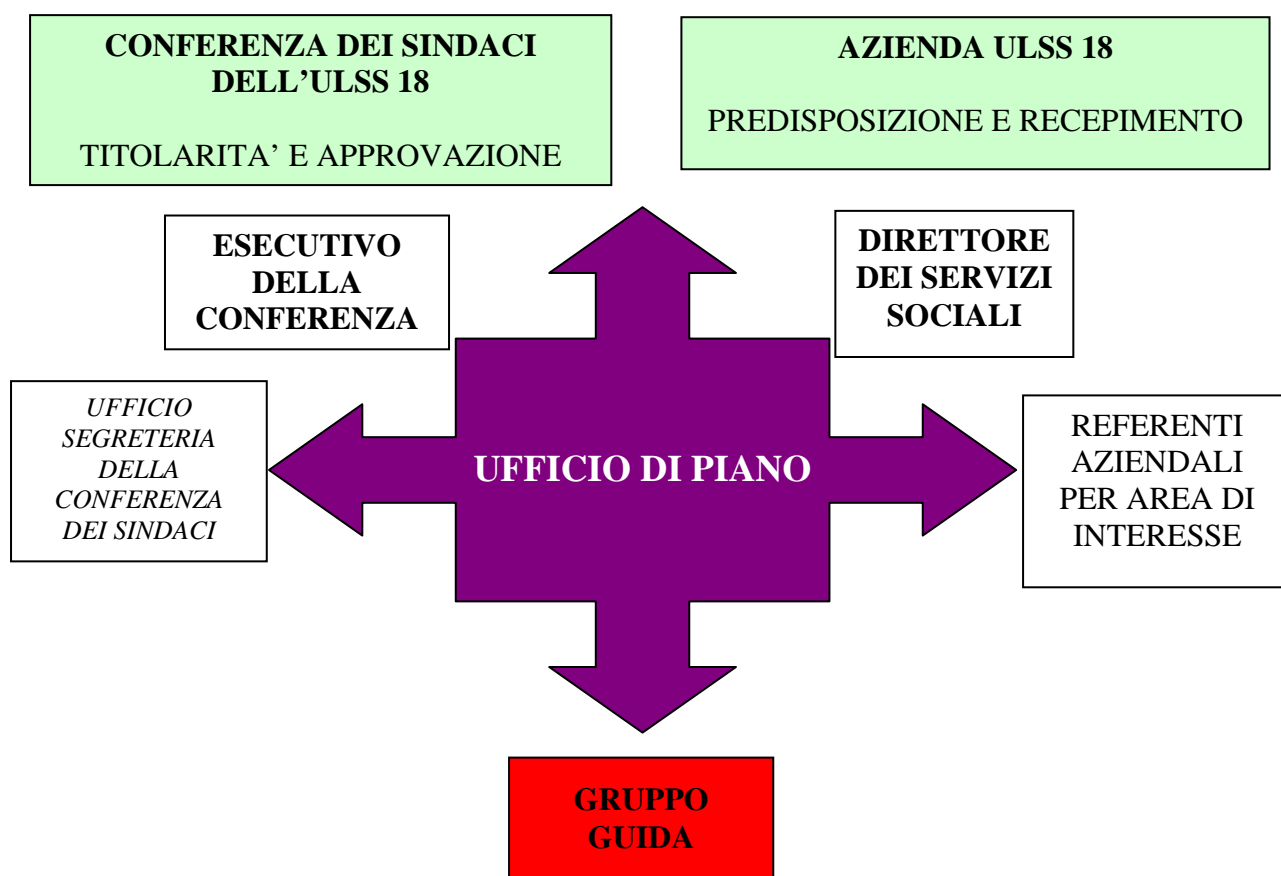 CONFERENZA DEI SINDACI
DELL’ULSS 18
TITOLARITA’ E APPROVAZIONE
AZIENDA ULSS 18
PREDISPOSIZIONE E RECEPIMENTO
ESECUTIVO
DELLA
CONFERENZA
DIRETTORE
DEI SERVIZI
SOCIALI
UFFICIO
SEGRETERIA
DELLA
CONFERENZA
DEI SINDACI
UFFICIO DI PIANO
REFERENTI
AZIENDALI
PER AREA DI
INTERESSE
GRUPPO
GUIDA